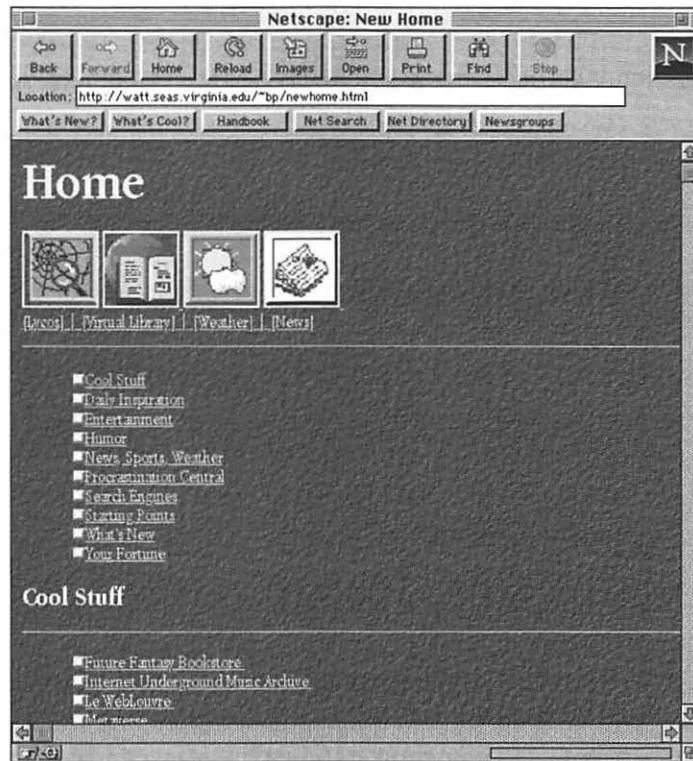 Netscape: New Home
Back Forward Home Reload Images Open Print Find Stop N
Location: http://watt.seas.virginia.edu/~bp/newhome.html
What's New? What's Cool? Handbook Net Search Net Directory Newsgroups
Home
[Lycos] | [Virtual Library] | [Weather] | [News]
Cool Stuff
Daily Inspiration
Entertainment
Humor
News, Sports, Weather
Procrastination Central
Search Engines
Starting Points
What's New
Your Fortune
Cool Stuff
Future Fantasy Bookstore
Internet Underground Music Archive
Le WebLouvre
Metaverse